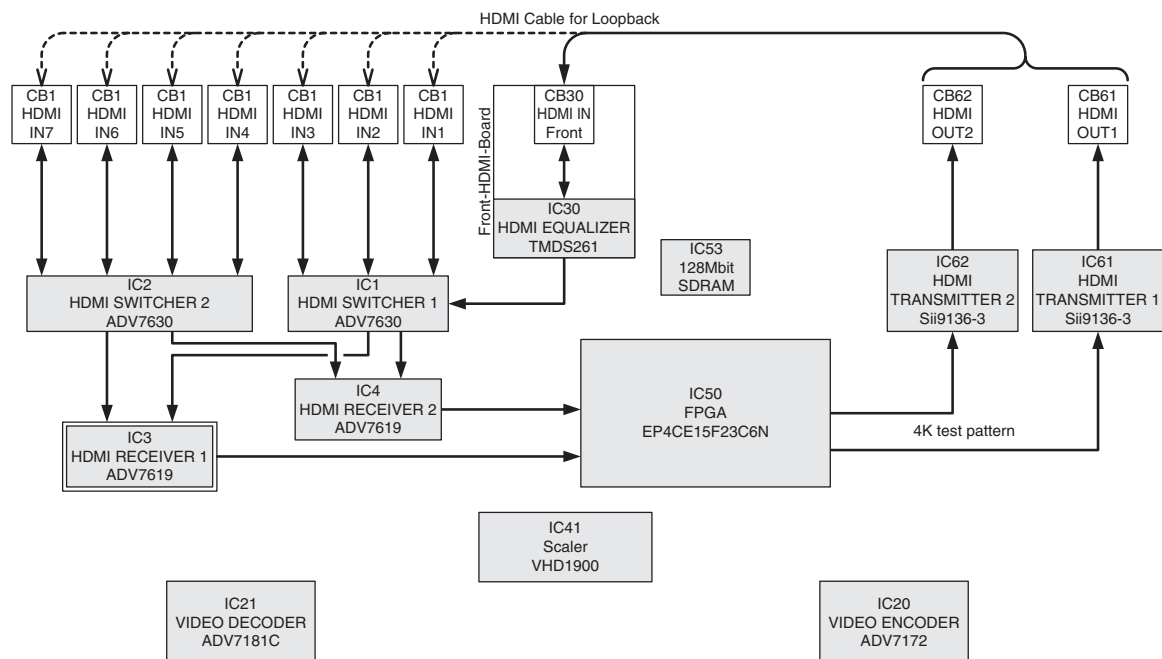 HDMI Cable for Loopback
CB1
HDMI
IN7
CB1
HDMI
IN6
CB1
HDMI
IN5
CB1
HDMI
IN4
CB1
HDMI
IN3
CB1
HDMI
IN2
CB1
HDMI
IN1
Front-HDMI-Board
CB30
HDMI IN
Front
CB62
HDMI
OUT2
CB61
HDMI
OUT1
IC30
HDMI EQUALIZER
TMDS261
IC53
128Mbit
SDRAM
IC62
HDMI
TRANSMITTER 2
Sii9136-3
IC61
HDMI
TRANSMITTER 1
Sii9136-3
IC2
HDMI SWITCHER 2
ADV7630
IC1
HDMI SWITCHER 1
ADV7630
IC4
HDMI RECEIVER 2
ADV7619
IC50
FPGA
EP4CE15F23C6N
4K test pattern
IC3
HDMI RECEIVER 1
ADV7619
IC41
Scaler
VHD1900
IC21
VIDEO DECODER
ADV7181C
IC20
VIDEO ENCODER
ADV7172